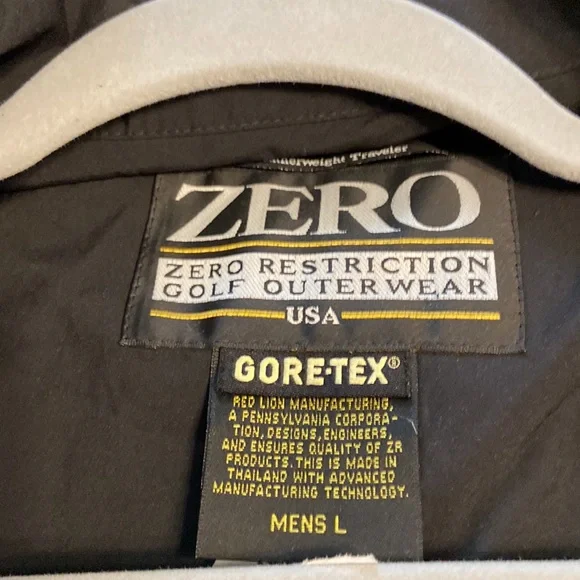 Traveler
ZERO
ZERO RESTRICTION
GOLF OUTERWEAR
USA
GORE-TEX®
RED LION MANUFACTURING,
A PENNSYLVANIA CORPORA-
TION, DESIGNS, ENGINEERS,
AND ENSURES QUALITY OF ZR
PRODUCTS. THIS IS MADE IN
THAILAND WITH ADVANCED
MANUFACTURING TECHNOLOGY.
MENS L